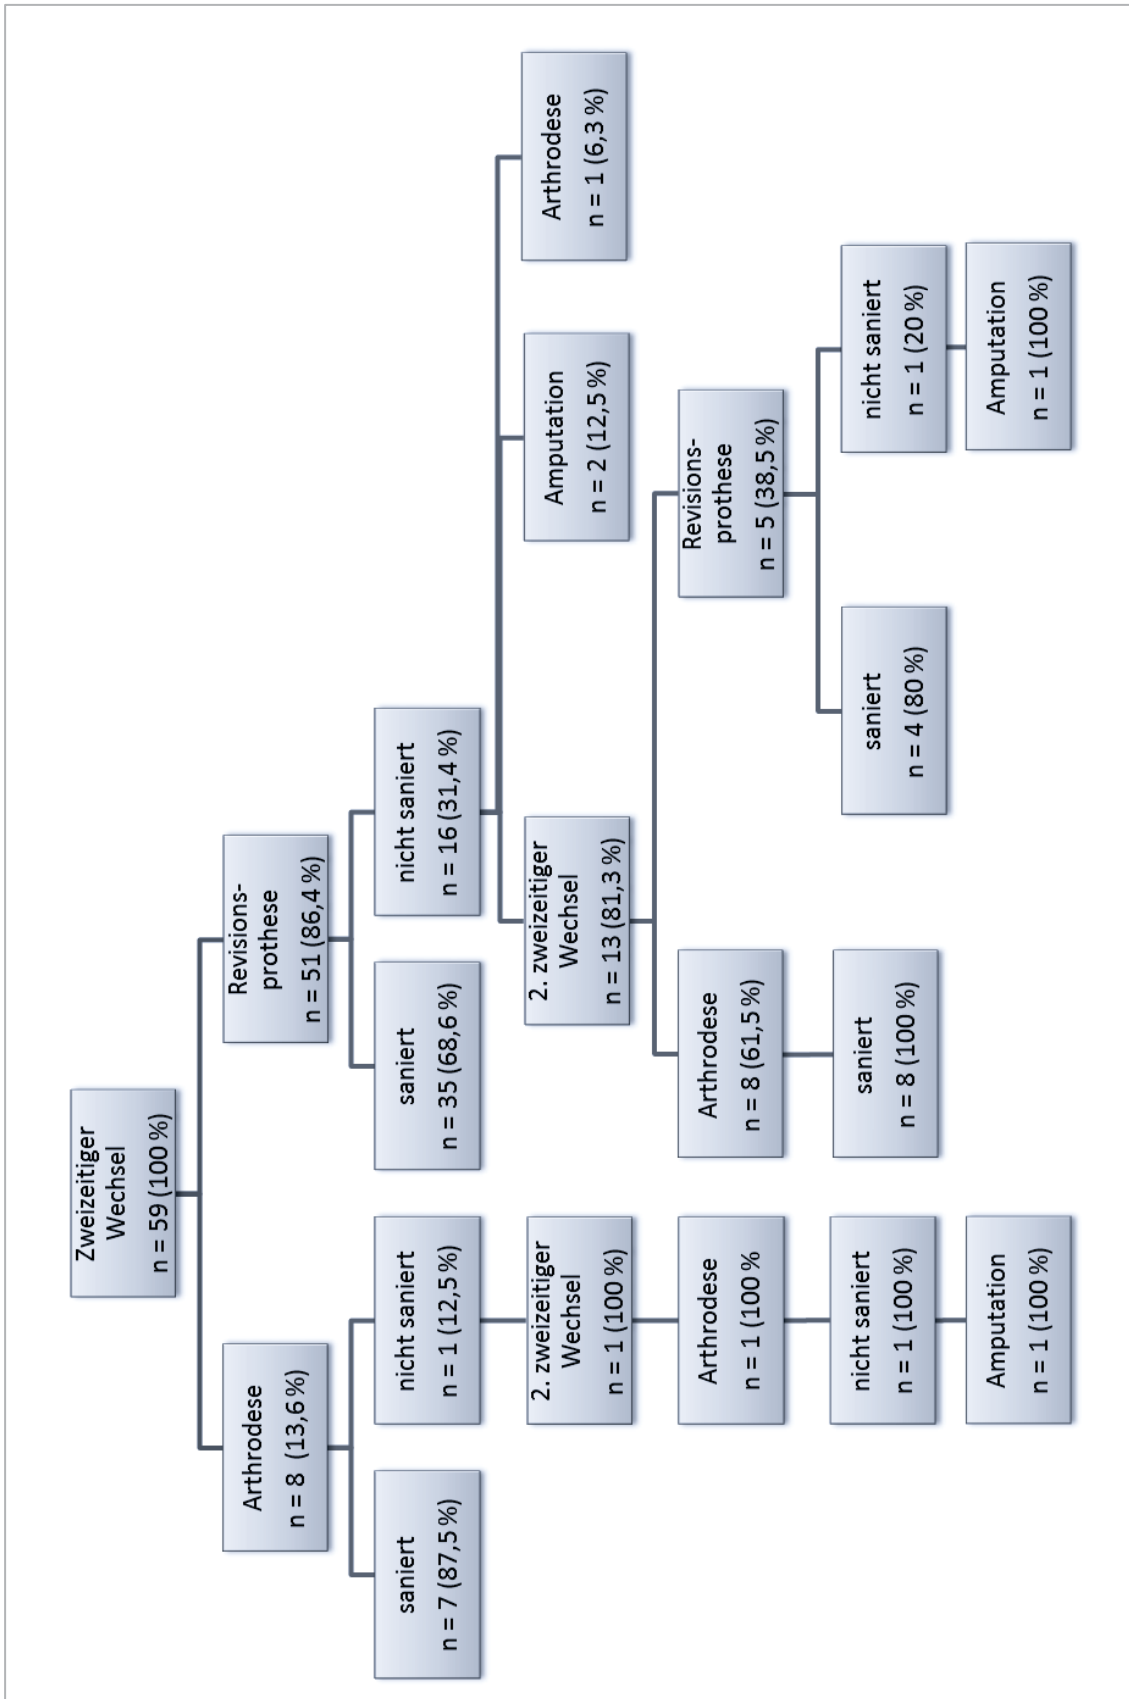 Zweizeitiger
Wechsel
n = 59 (100 %)
Arthrodese
n = 8 (13,6 %)
Revisions-
prothese
n = 51 (86,4 %)
saniert
n = 7 (87,5 %)
nicht saniert
n = 1 (12,5 %)
saniert
n = 35 (68,6 %)
nicht saniert
n = 16 (31,4 %)
2. zweizeitiger
Wechsel
n = 1 (100 %)
2. zweizeitiger
Wechsel
n = 13 (81,3 %)
Amputation
n = 2 (12,5 %)
Arthrodese
n = 1 (6,3 %)
Arthrodese
n = 1 (100 %
Arthrodese
n = 8 (61,5 %)
Revisions-
prothese
n = 5 (38,5 %)
nicht saniert
n = 1 (100 %)
saniert
n = 8 (100 %)
saniert
n = 4 (80 %)
nicht saniert
n = 1 (20 %)
Amputation
n = 1 (100 %)
Amputation
n = 1 (100 %)